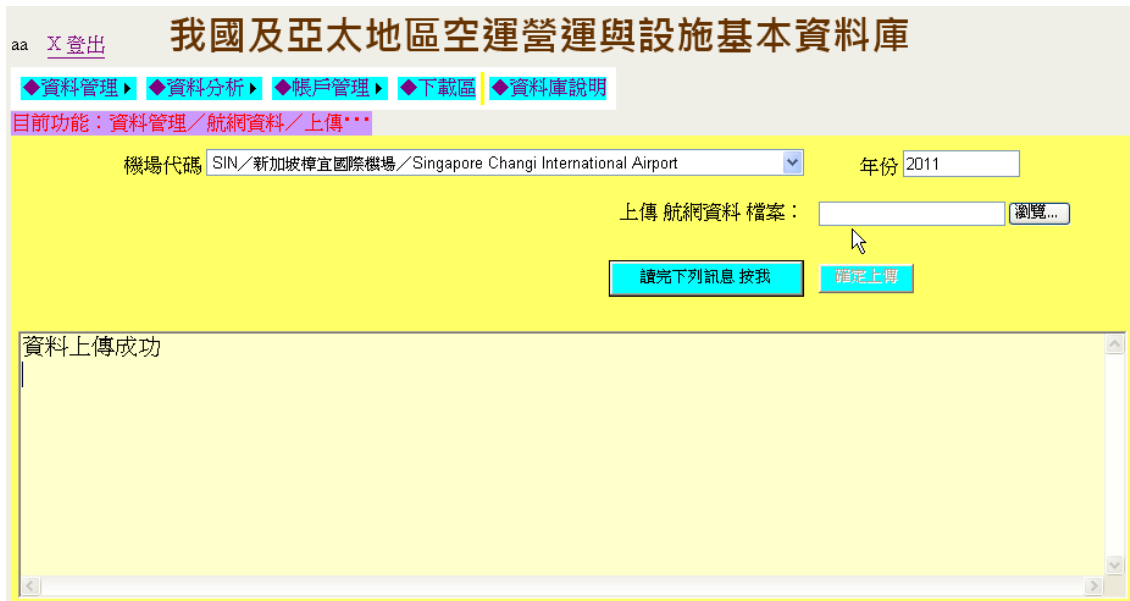 aa X 登出 我國及亞太地區空運營運與設施基本資料庫
◆資料管理 ◆資料分析 ◆帳戶管理 ◆下載區 ◆資料庫說明
目前功能：資料管理／航網資料／上傳···
機場代碼 SIN／新加坡樟宜國際機場／Singapore Changi International Airport 年份 2011
上傳 航網資料 檔案： 瀏覽...
讀完下列訊息 按我 確定上傳
資料上傳成功